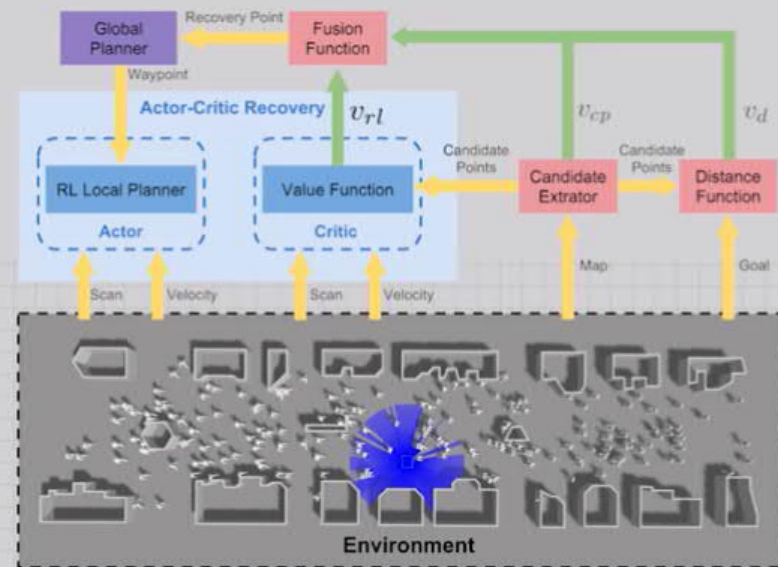 Global
Planner
Recovery Point
Fusion
Function
Waypoint
Actor-Critic Recovery
v_rl
v_cp
v_d
RL Local Planner
Actor
Value Function
Critic
Candidate
Points
Candidate
Extrator
Candidate
Points
Distance
Function
Scan
Velocity
Scan
Velocity
Map
Goal
Environment